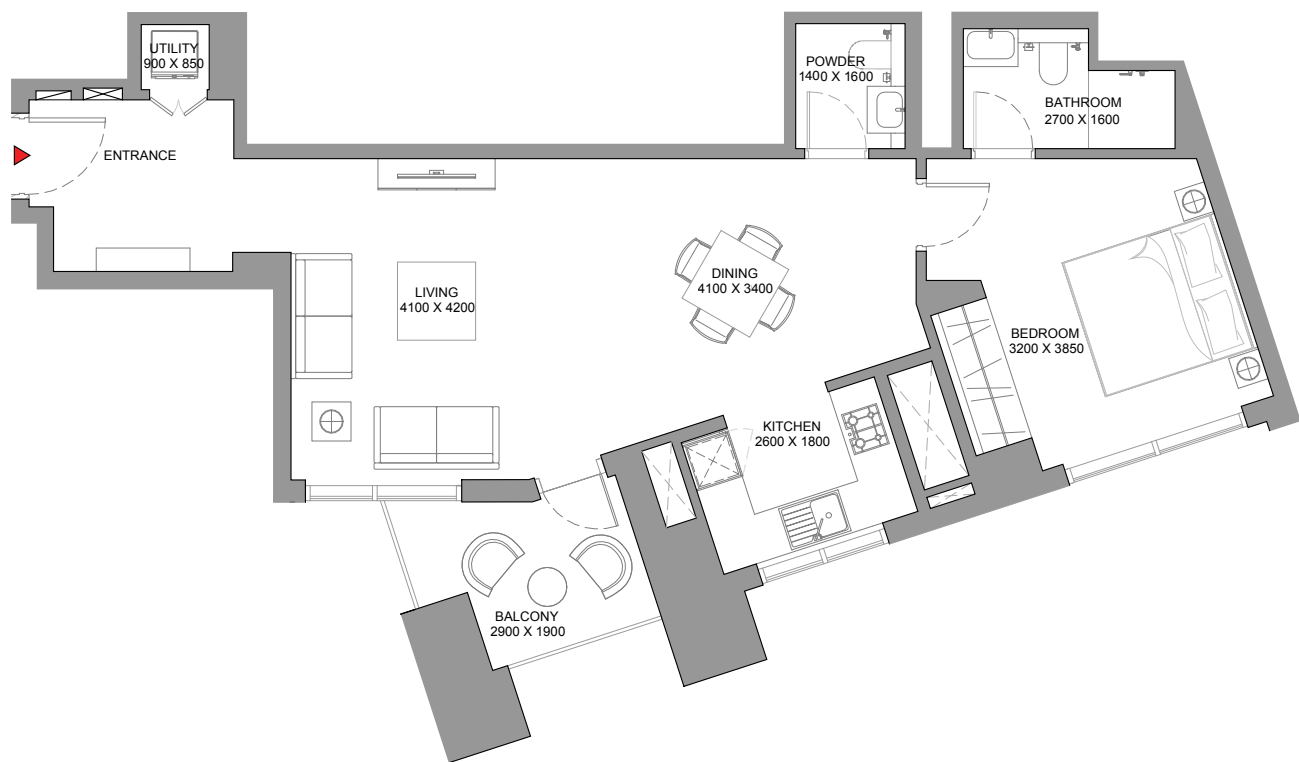 UTILITY
900 X 850
POWDER
1400 X 1600
BATHROOM
2700 X 1600
ENTRANCE
LIVING
4100 X 4200
DINING
4100 X 3400
BEDROOM
3200 X 3850
KITCHEN
2600 X 1800
BALCONY
2900 X 1900